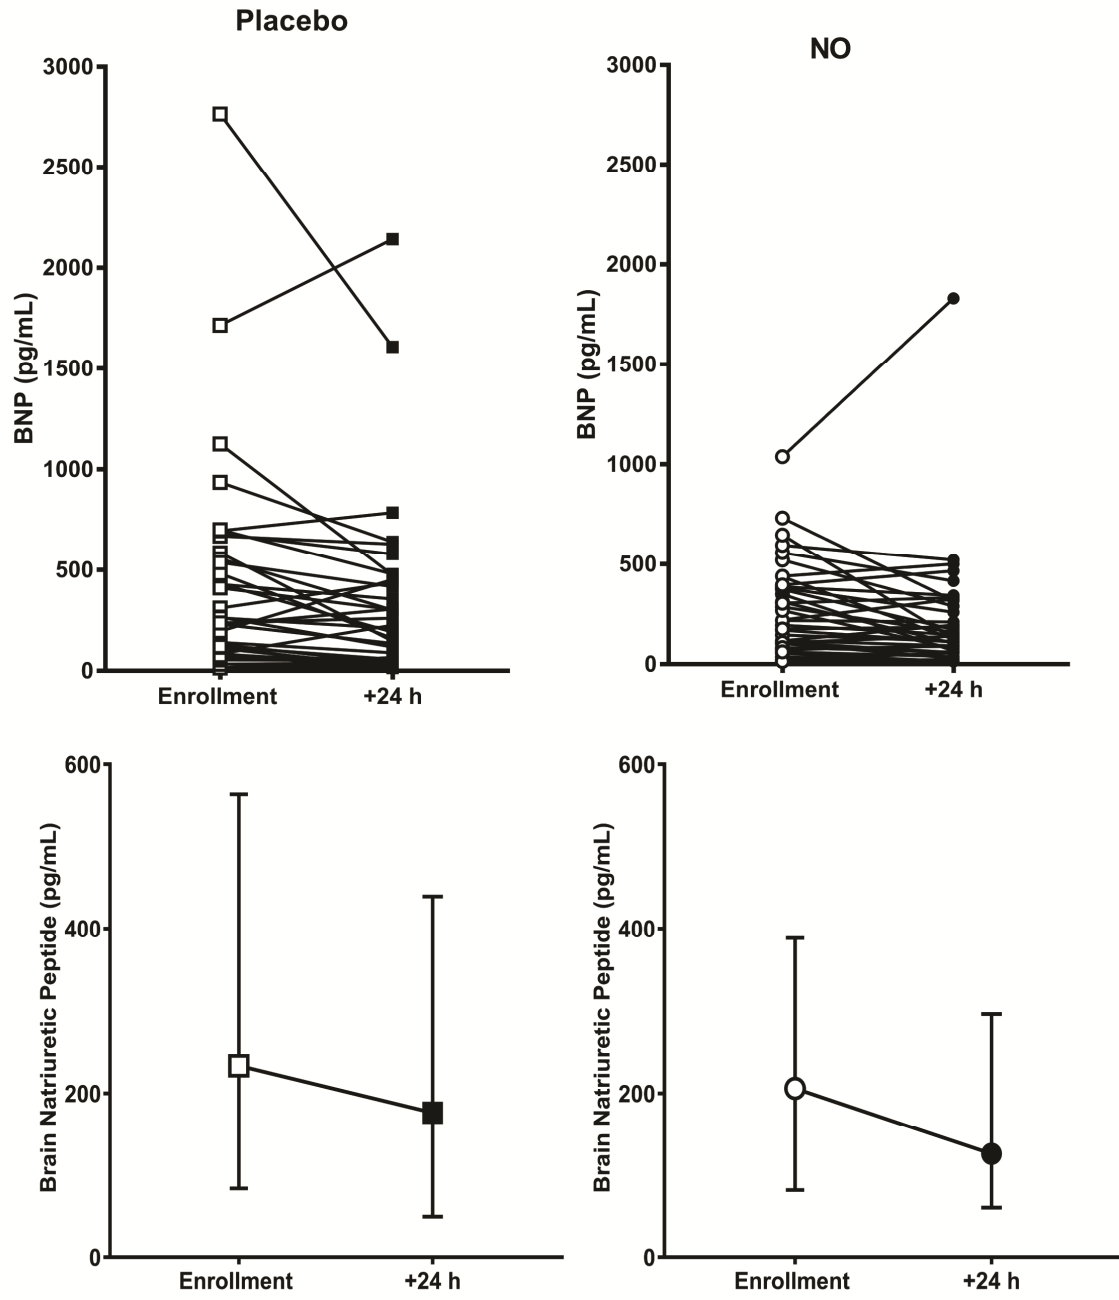 Placebo
3000
2500
2000
1500
1000
500
0
BNP (pg/mL)
Enrollment
+24 h
NO
3000
2500
2000
1500
1000
500
0
BNP (pg/mL)
Enrollment
+24 h
600
400
200
0
Brain Natriuretic Peptide (pg/mL)
Enrollment
+24 h
600
400
200
0
Brain Natriuretic Peptide (pg/mL)
Enrollment
+24 h